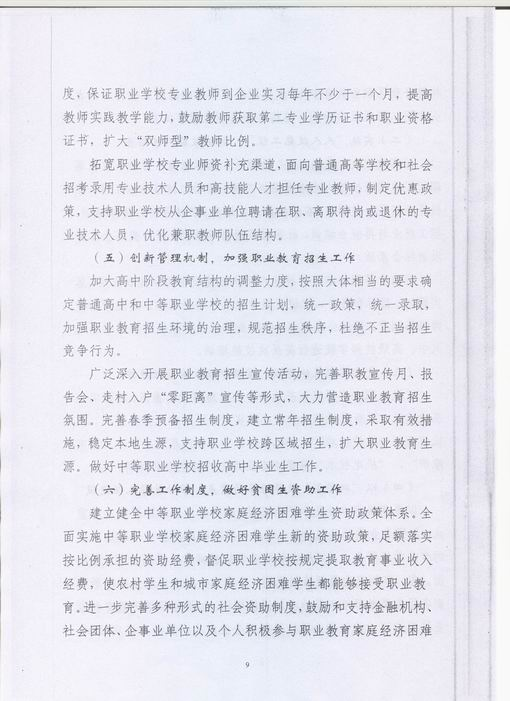 度，保证职业学校专业教师到企业实习每年不少于一个月，提高
教师实践教学能力，鼓励教师获取第二专业学历证书和职业资格
证书，扩大“双师型”教师比例。
拓宽职业学校专业师资补充渠道，面向普通高等学校和社会
招考录用专业技术人员和高技能人才担任专业教师，制定优惠政
策，支持职业学校从企事业单位聘请在职、离职待岗或退休的专
业技术人员，优化兼职教师队伍结构。
（五）创新管理机制，加强职业教育招生工作
加大高中阶段教育结构的调整力度，按照大体相当的要求确
定普通高中和中等职业学校的招生计划，统一政策，统一录取，
加强职业教育招生环境的治理，规范招生秩序，杜绝不正当招生
竞争行为。
广泛深入开展职业教育招生宣传活动，完善职教宣传月、报
告会、走村入户“零距离”宣传等形式，大力营造职业教育招生
氛围。完善春季预备招生制度，建立常年招生制度，采取有效措
施，稳定本地生源，支持职业学校跨区域招生，扩大职业教育生
源。做好中等职业学校招收高中毕业生工作。
（六）完善工作制度，做好贫困生资助工作
建立健全中等职业学校家庭经济困难学生资助政策体系。全
面实施中等职业学校家庭经济困难学生新的资助政策，足额落实
按比例承担的资助经费，督促职业学校按规定提取教育事业收入
经费，使农村学生和城市家庭经济困难学生都能够接受职业教
育。进一步完善多种形式的社会资助制度，鼓励和支持金融机构、
社会团体、企事业单位以及个人积极参与职业教育家庭经济困难
9